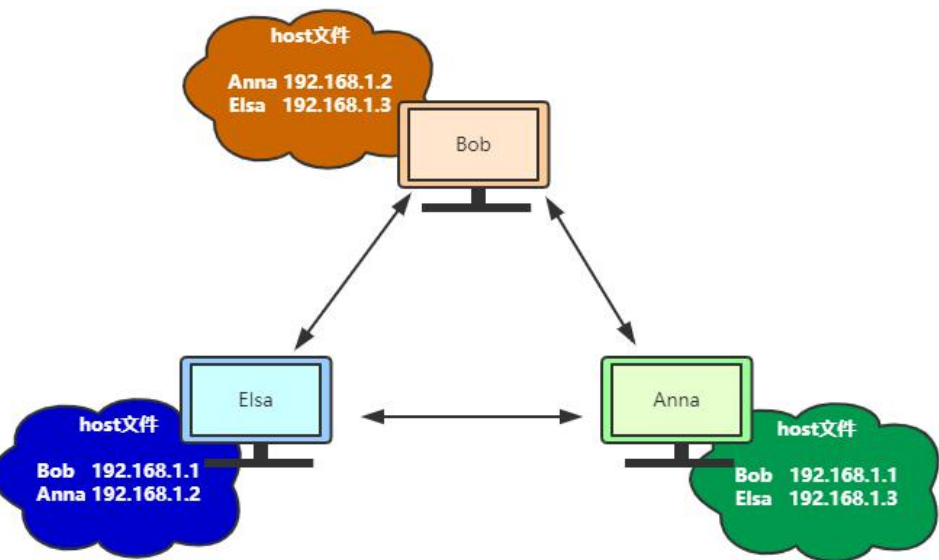 host文件
Anna 192.168.1.2
Elsa 192.168.1.3
Bob
Elsa
Anna
host文件
Bob 192.168.1.1
Anna 192.168.1.2
host文件
Bob 192.168.1.1
Elsa 192.168.1.3